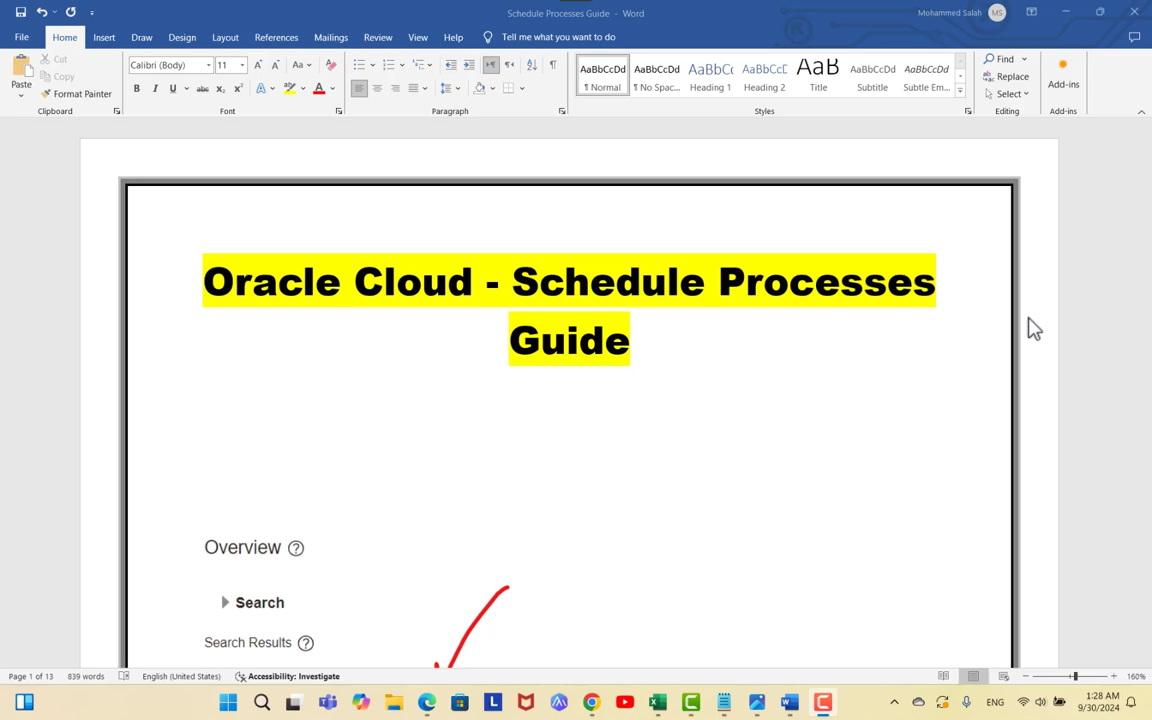 Schedule Processes Guide - Word
Mohammed Salah MS
File Home Insert Draw Design Layout References Mailings Review View Help Tell me what you want to do
Paste Cut Copy Format Painter
Calibri (Body) 11
AaBbCcDd AaBbCcDd AaBbCc AaBbCcD AaB AaBbCcD AaBbCcDd
¶ Normal ¶ No Spac... Heading 1 Heading 2 Title Subtitle Subtle Em...
Find Replace Select
Add-ins
Clipboard Font Paragraph Styles Editing Add-ins
Oracle Cloud - Schedule Processes
Guide
Overview
Search
Search Results
Page 1 of 13 839 words English (United States) Accessibility: Investigate 160%
ENG 1:28 AM
9/30/2024